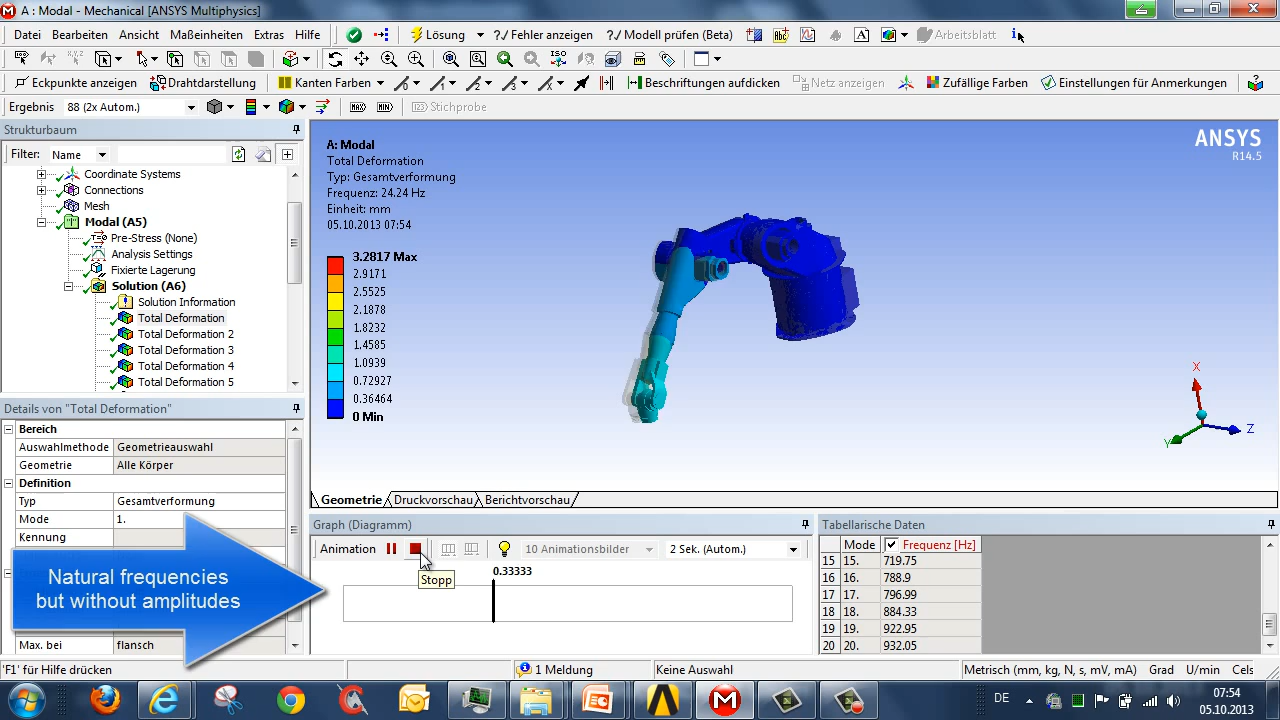 A : Modal - Mechanical [ANSYS Multiphysics]
Datei Bearbeiten Ansicht Maßeinheiten Extras Hilfe Lösung ?/Fehler anzeigen ?/Modell prüfen (Beta) A Arbeitsblatt
ISO
Eckpunkte anzeigen Drahtdarstellung Kanten Farben Beschriftungen aufdicken Netz anzeigen Zufällige Farben Einstellungen für Anmerkungen
Ergebnis 88 (2x Autom.) MAX MIN Stichprobe
Strukturbaum
Filter: Name
Coordinate Systems
Connections
Mesh
Modal (A5)
Pre-Stress (None)
Analysis Settings
Fixierte Lagerung
Solution (A6)
Solution Information
Total Deformation
Total Deformation 2
Total Deformation 3
Total Deformation 4
Total Deformation 5
Details von "Total Deformation"
Bereich
Auswahlmethode Geometrieauswahl
Geometrie Alle Körper
Definition
Typ Gesamtverformung
Mode 1.
Kennung
Natural frequencies
but without amplitudes
Max. bei flansch
A: Modal
Total Deformation
Typ: Gesamtverformung
Frequenz: 24.24 Hz
Einheit: mm
05.10.2013 07:54
3.2817 Max
2.9171
2.5525
2.1878
1.8232
1.4585
1.0939
0.72927
0.36464
0 Min
ANSYS
R14.5
X
Y
Z
Geometrie Druckvorschau Berichtvorschau
Graph (Diagramm)
Animation 10 Animationsbilder 2 Sek. (Autom.)
0.33333
Stopp
Tabellarische Daten
Mode Frequenz [Hz]
15 15. 719.75
16 16. 788.9
17 17. 796.99
18 18. 884.33
19 19. 922.95
20 20. 932.05
'F1' für Hilfe drücken 1 Meldung Keine Auswahl Metrisch (mm, kg, N, s, mV, mA) Grad U/min Cels
DE 07:54
05.10.2013